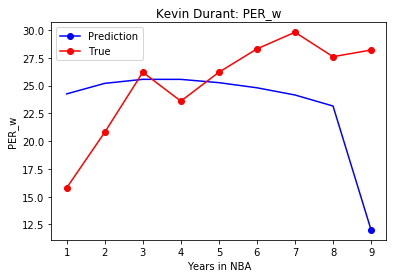 Kevin Durant: PER_w
Prediction
True
30.0
27.5
25.0
22.5
20.0
17.5
15.0
12.5
PER_w
1 2 3 4 5 6 7 8 9
Years in NBA